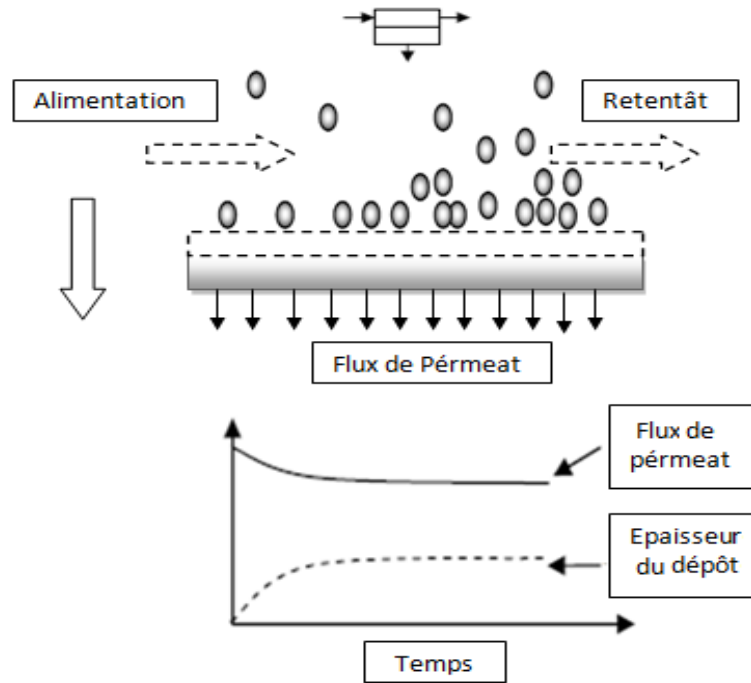 Alimentation
Retentât
Flux de Pérmeat
Flux de
pérmeat
Epaisseur
du dépôt
Temps